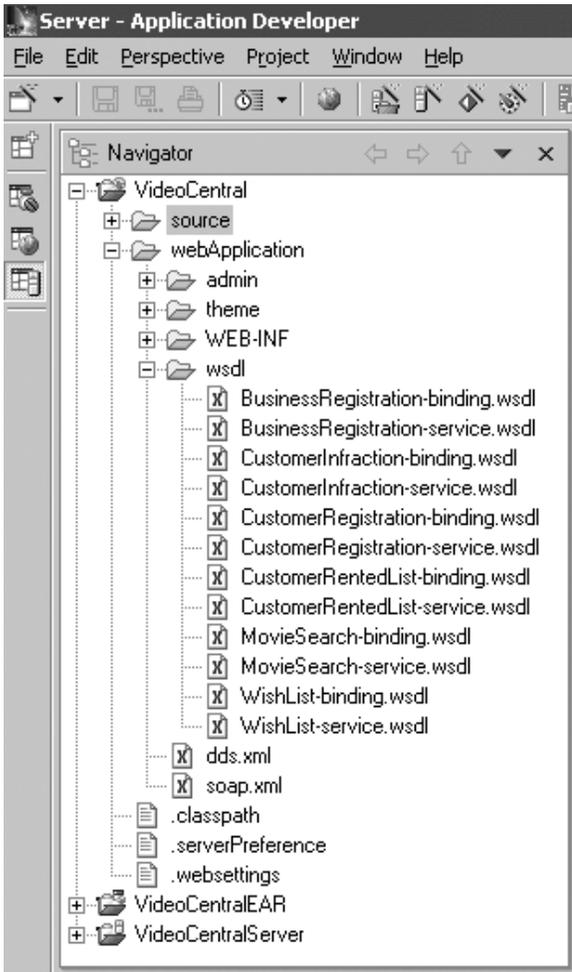 Server - Application Developer
File Edit Perspective Project Window Help
Navigator
VideoCentral
source
webApplication
admin
theme
WEB-INF
wsdl
BusinessRegistration-binding.wsdl
BusinessRegistration-service.wsdl
CustomerInfraction-binding.wsdl
CustomerInfraction-service.wsdl
CustomerRegistration-binding.wsdl
CustomerRegistration-service.wsdl
CustomerRentedList-binding.wsdl
CustomerRentedList-service.wsdl
MovieSearch-binding.wsdl
MovieSearch-service.wsdl
WishList-binding.wsdl
WishList-service.wsdl
dds.xml
soap.xml
.classpath
.serverPreference
.websettings
VideoCentralEAR
VideoCentralServer